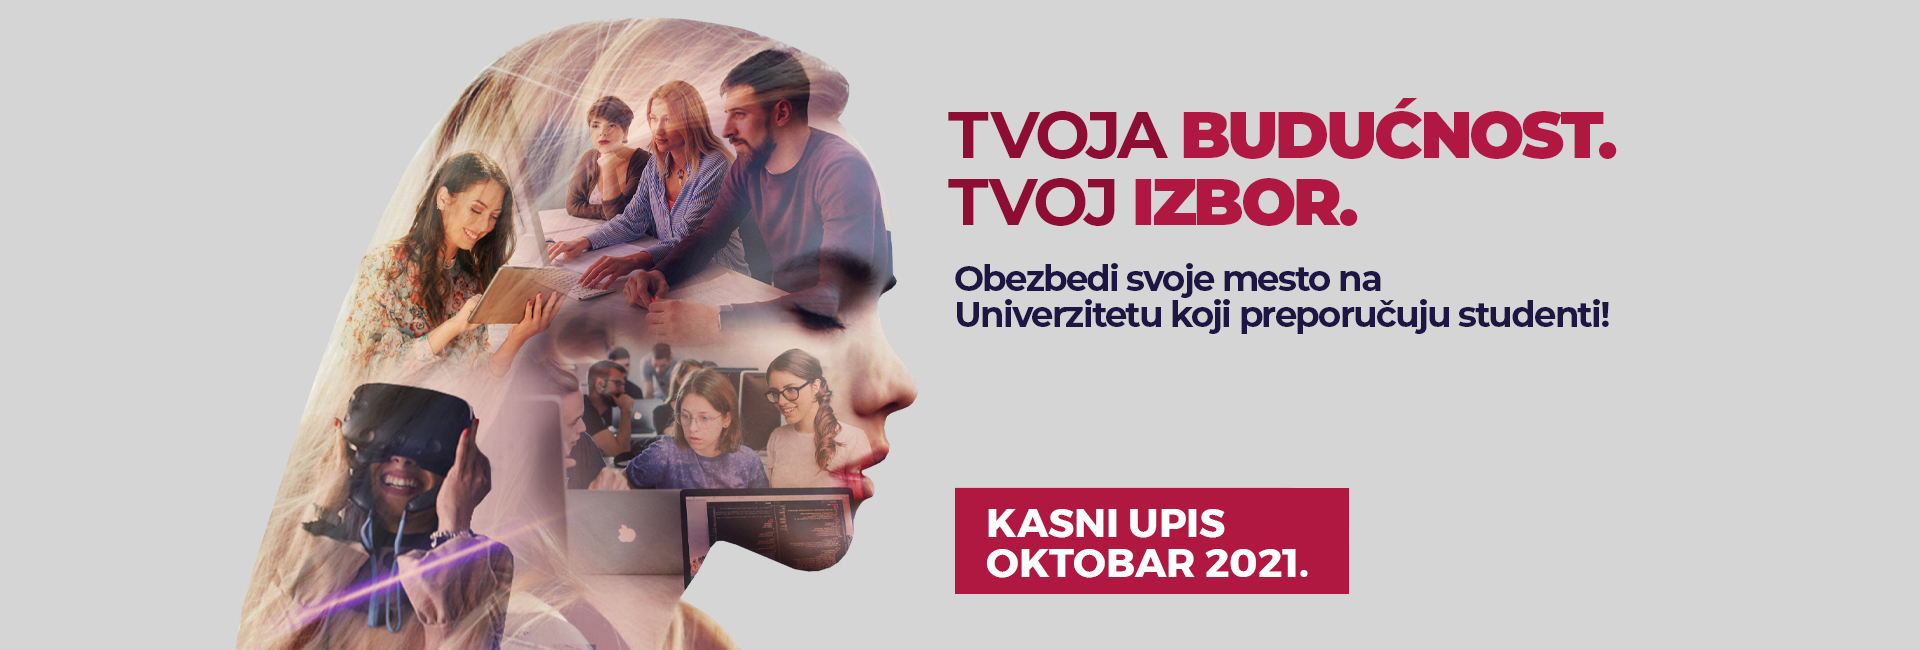 TVOJA BUDUĆNOST.
TVOJ IZBOR.
Obezbedi svoje mesto na
Univerzitetu koji preporučuju studenti!
KASNI UPIS
OKTOBAR 2021.